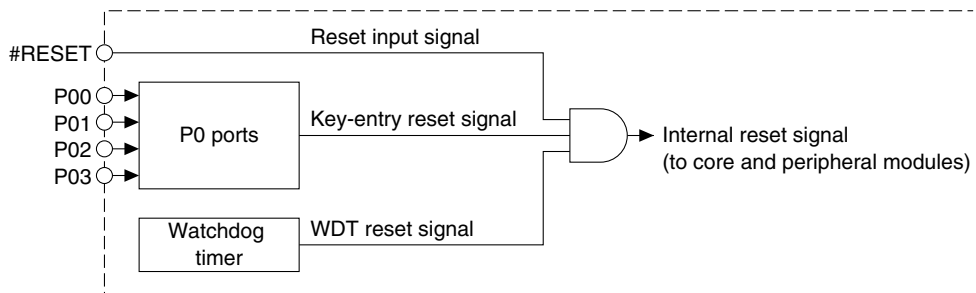 Reset input signal
#RESET
P00
P01
P02
P03
P0 ports
Key-entry reset signal
Internal reset signal
(to core and peripheral modules)
Watchdog
timer
WDT reset signal